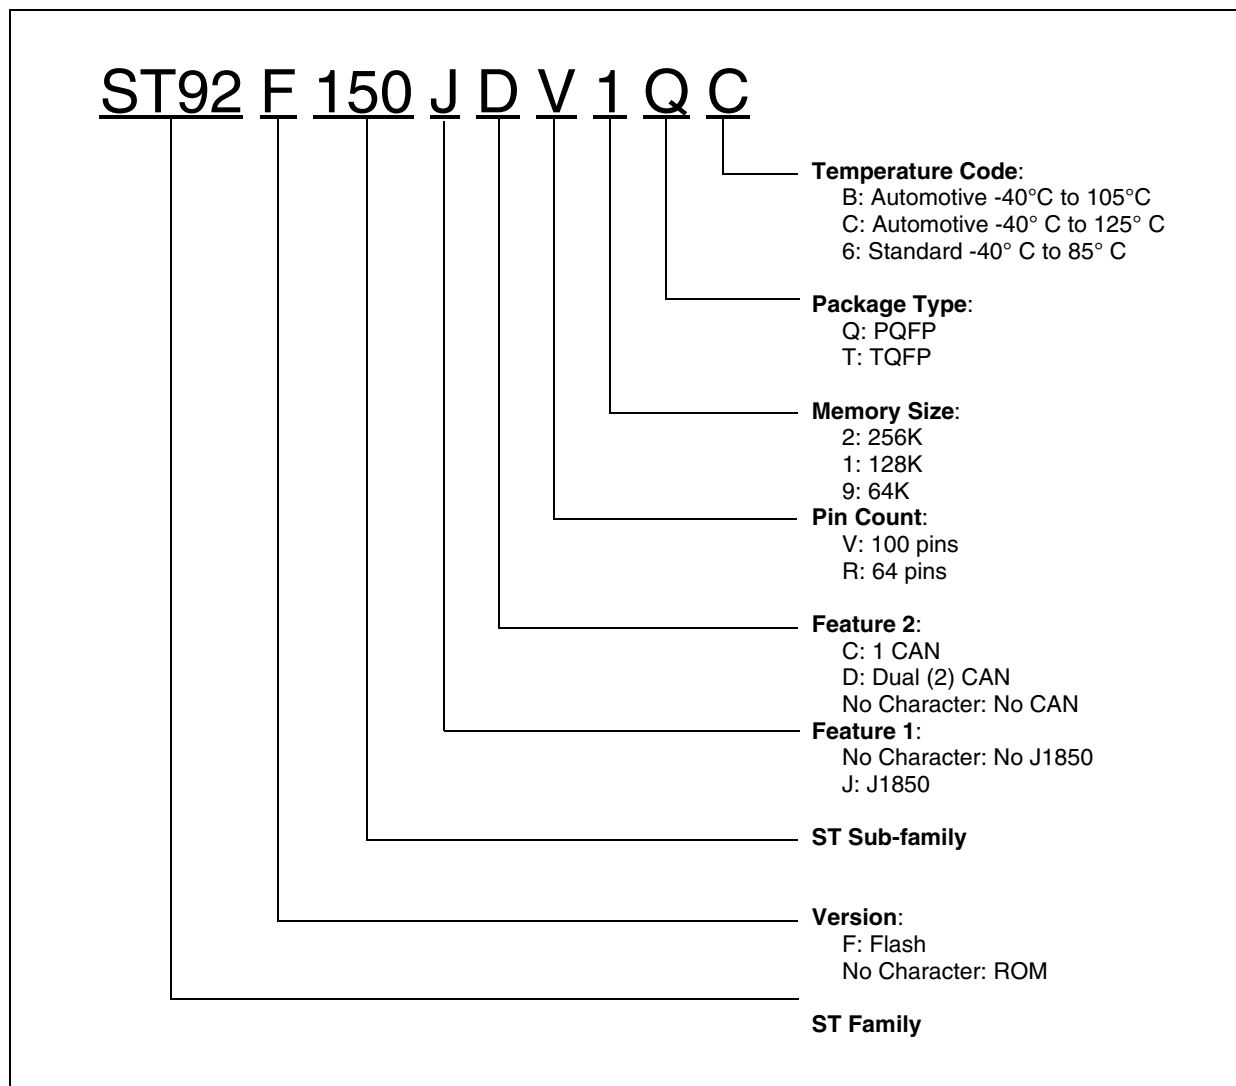 ST92 F 150 J D V 1 Q C
Temperature Code:
B: Automotive -40°C to 105°C
C: Automotive -40° C to 125° C
6: Standard -40° C to 85° C
Package Type:
Q: PQFP
T: TQFP
Memory Size:
2: 256K
1: 128K
9: 64K
Pin Count:
V: 100 pins
R: 64 pins
Feature 2:
C: 1 CAN
D: Dual (2) CAN
No Character: No CAN
Feature 1:
No Character: No J1850
J: J1850
ST Sub-family
Version:
F: Flash
No Character: ROM
ST Family